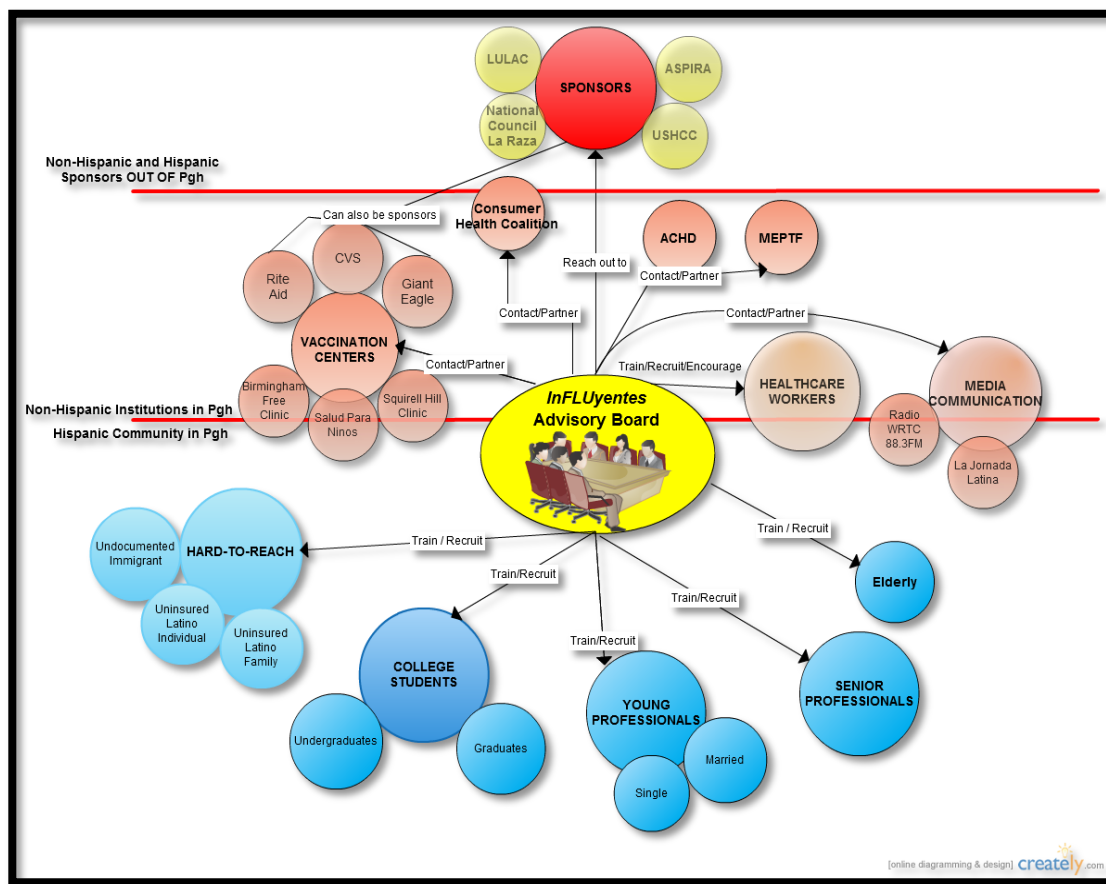 LULAC
SPONSORS
ASPIRA
National
Council
La Raza
USHCC
Non-Hispanic and Hispanic
Sponsors OUT OF Pgh
Consumer
Health Coalition
Can also be sponsors
ACHD
MEPTF
CVS
Reach out to
Rite
Aid
Giant
Eagle
Contact/Partner
Contact/Partner
Contact/Partner
VACCINATION
CENTERS
Contact/Partner
Train/Recruit/Encourage
Birmingham
Free
Clinic
Squirell Hill
Clinic
Salud Para
Ninos
InFLUyentes
Advisory Board
HEALTHCARE
WORKERS
MEDIA
COMMUNICATION
Radio
WRTC
88.3FM
La Jornada
Latina
Non-Hispanic Institutions in Pgh
Hispanic Community in Pgh
HARD-TO-REACH
Undocumented
Immigrant
Uninsured
Latino
Individual
Uninsured
Latino
Family
Train / Recruit
Train/Recruit
Train/Recruit
Train/Recruit
Train / Recruit
Elderly
COLLEGE
STUDENTS
Undergraduates
Graduates
YOUNG
PROFESSIONALS
Single
Married
SENIOR
PROFESSIONALS
[online diagramming & design] creately.com